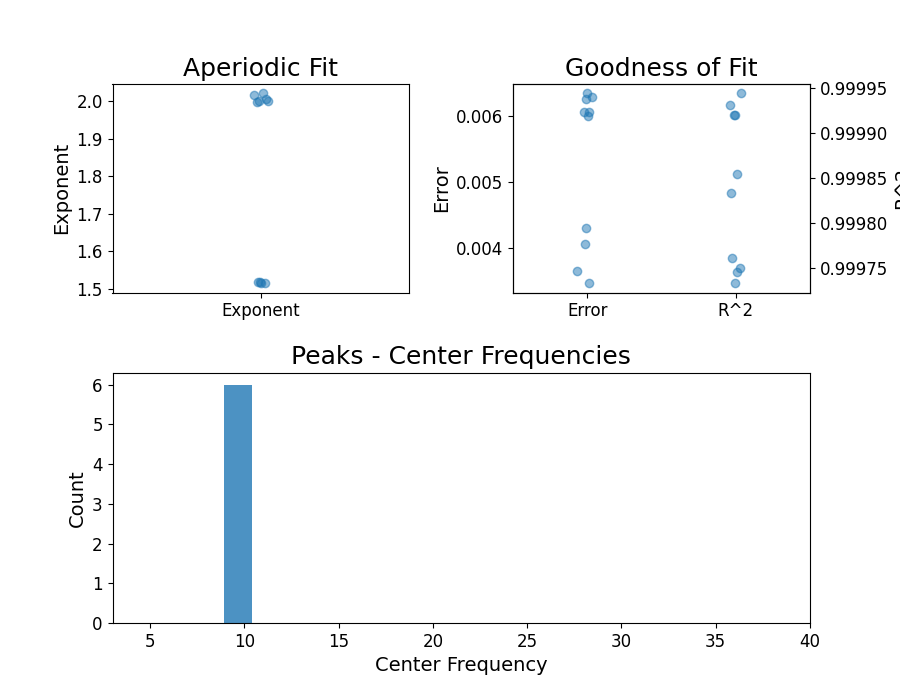 Aperiodic Fit
Exponent
2.0
1.9
1.8
1.7
1.6
1.5
Exponent
Goodness of Fit
Error
0.006
0.005
0.004
Error
R^2
0.99995
0.99990
0.99985
0.99980
0.99975
Peaks - Center Frequencies
Count
6
5
4
3
2
1
0
5
10
15
20
25
30
35
40
Center Frequency